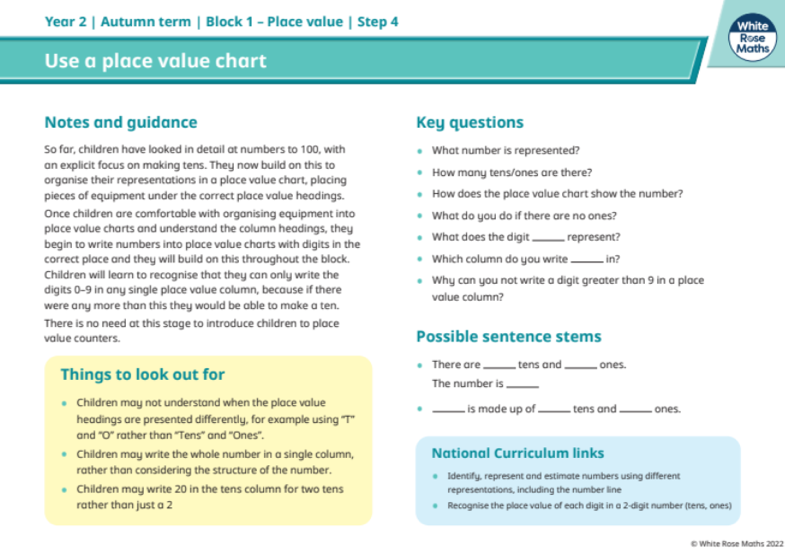 Year 2 | Autumn term | Block 1 – Place value | Step 4
White
Rose
Maths
Use a place value chart
Notes and guidance
So far, children have looked in detail at numbers to 100, with
an explicit focus on making tens. They now build on this to
organise their representations in a place value chart, placing
pieces of equipment under the correct place value headings.
Once children are comfortable with organising equipment into
place value charts and understand the column headings, they
begin to write numbers into place value charts with digits in the
correct place and they will build on this throughout the block.
Children will learn to recognise that they can only write the
digits 0–9 in any single place value column, because if there
were any more than this they would be able to make a ten.
There is no need at this stage to introduce children to place
value counters.
Things to look out for
• Children may not understand when the place value
headings are presented differently, for example using “T”
and “O” rather than “Tens” and “Ones”.
• Children may write the whole number in a single column,
rather than considering the structure of the number.
• Children may write 20 in the tens column for two tens
rather than just a 2
Key questions
• What number is represented?
• How many tens/ones are there?
• How does the place value chart show the number?
• What do you do if there are no ones?
• What does the digit _____ represent?
• Which column do you write _____ in?
• Why can you not write a digit greater than 9 in a place
value column?
Possible sentence stems
• There are _____ tens and _____ ones.
The number is _____
• _____ is made up of _____ tens and _____ ones.
National Curriculum links
• Identify, represent and estimate numbers using different
representations, including the number line
• Recognise the place value of each digit in a 2-digit number (tens, ones)
© White Rose Maths 2022